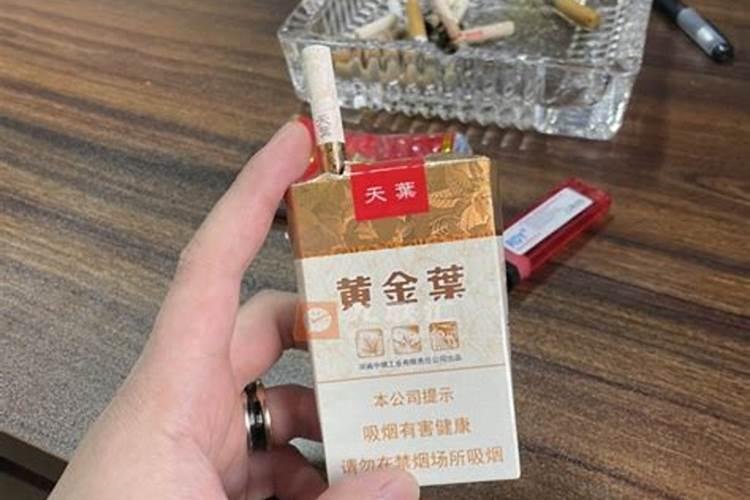 天葉
天葉
黄金葉
河南中烟工业有限责任公司出品
本公司提示
吸烟有害健康
请勿在禁烟场所吸烟